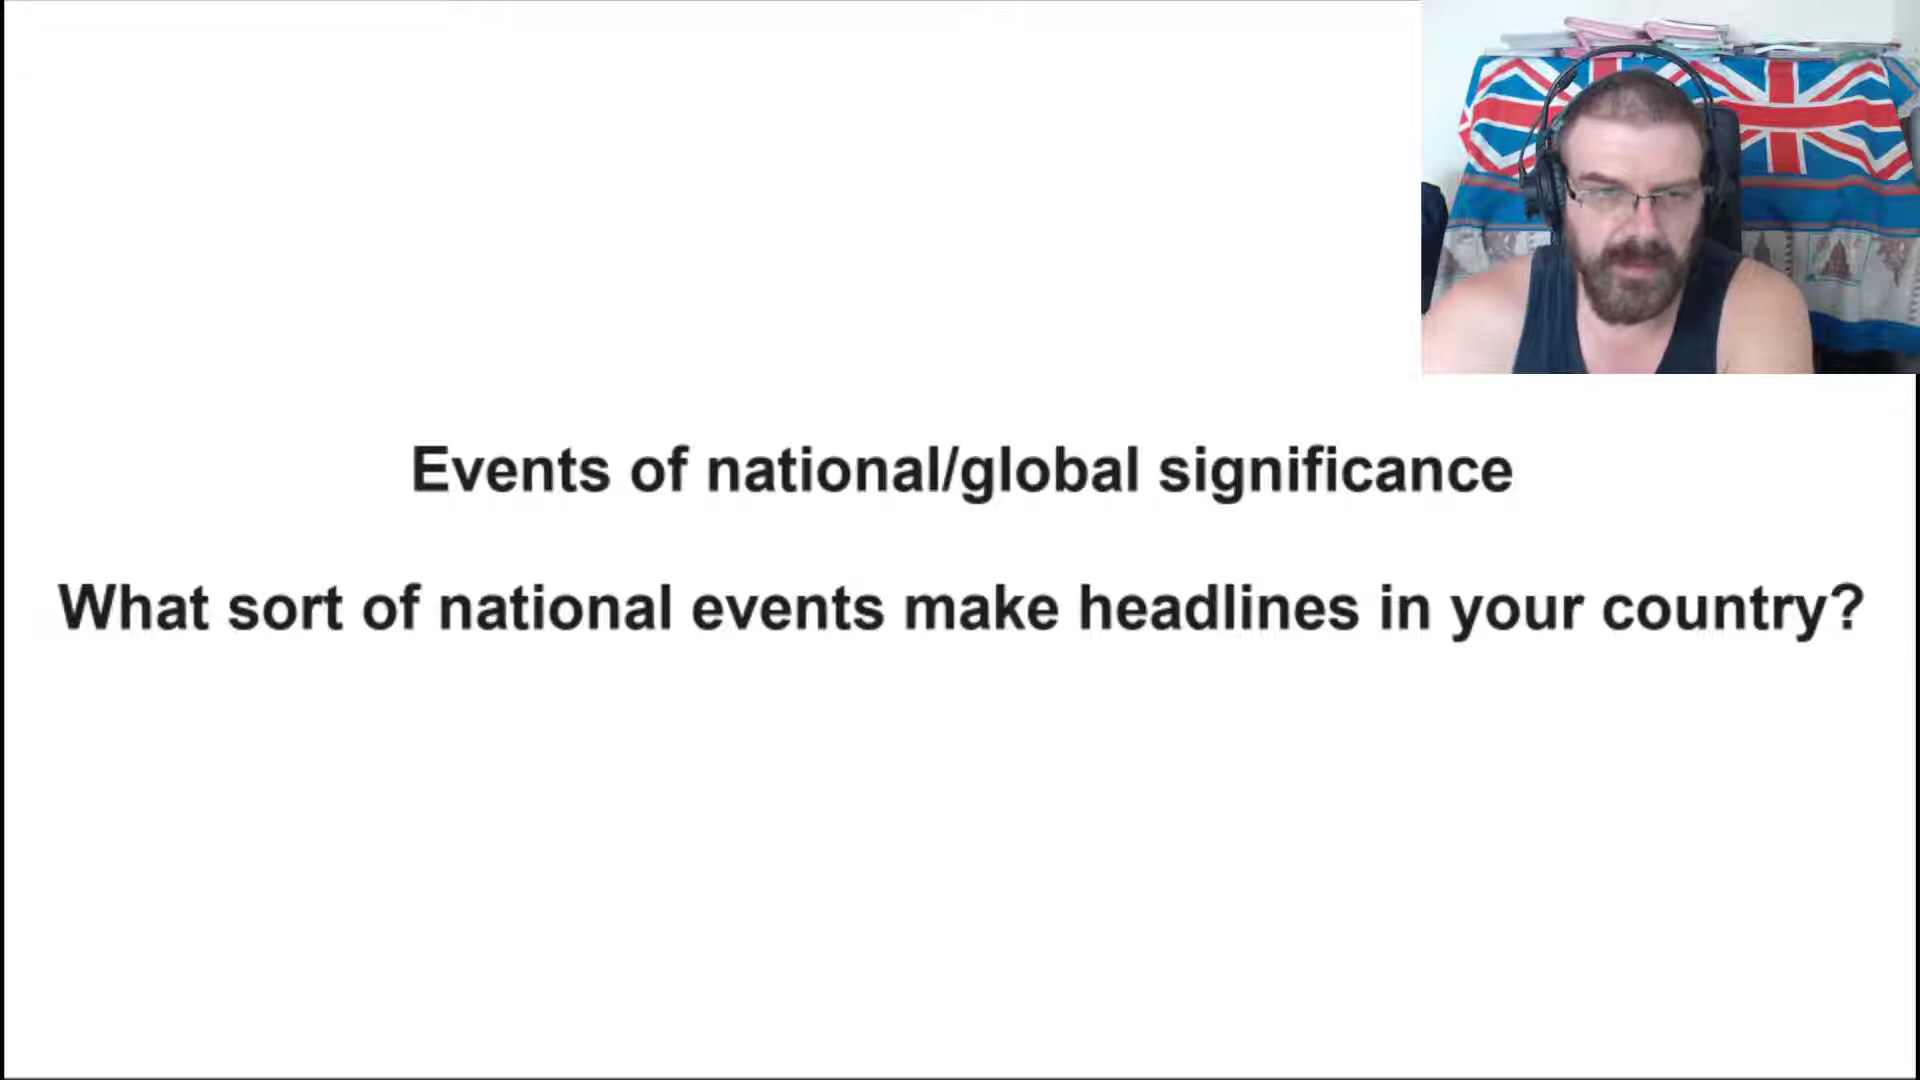 Events of national/global significance
What sort of national events make headlines in your country?